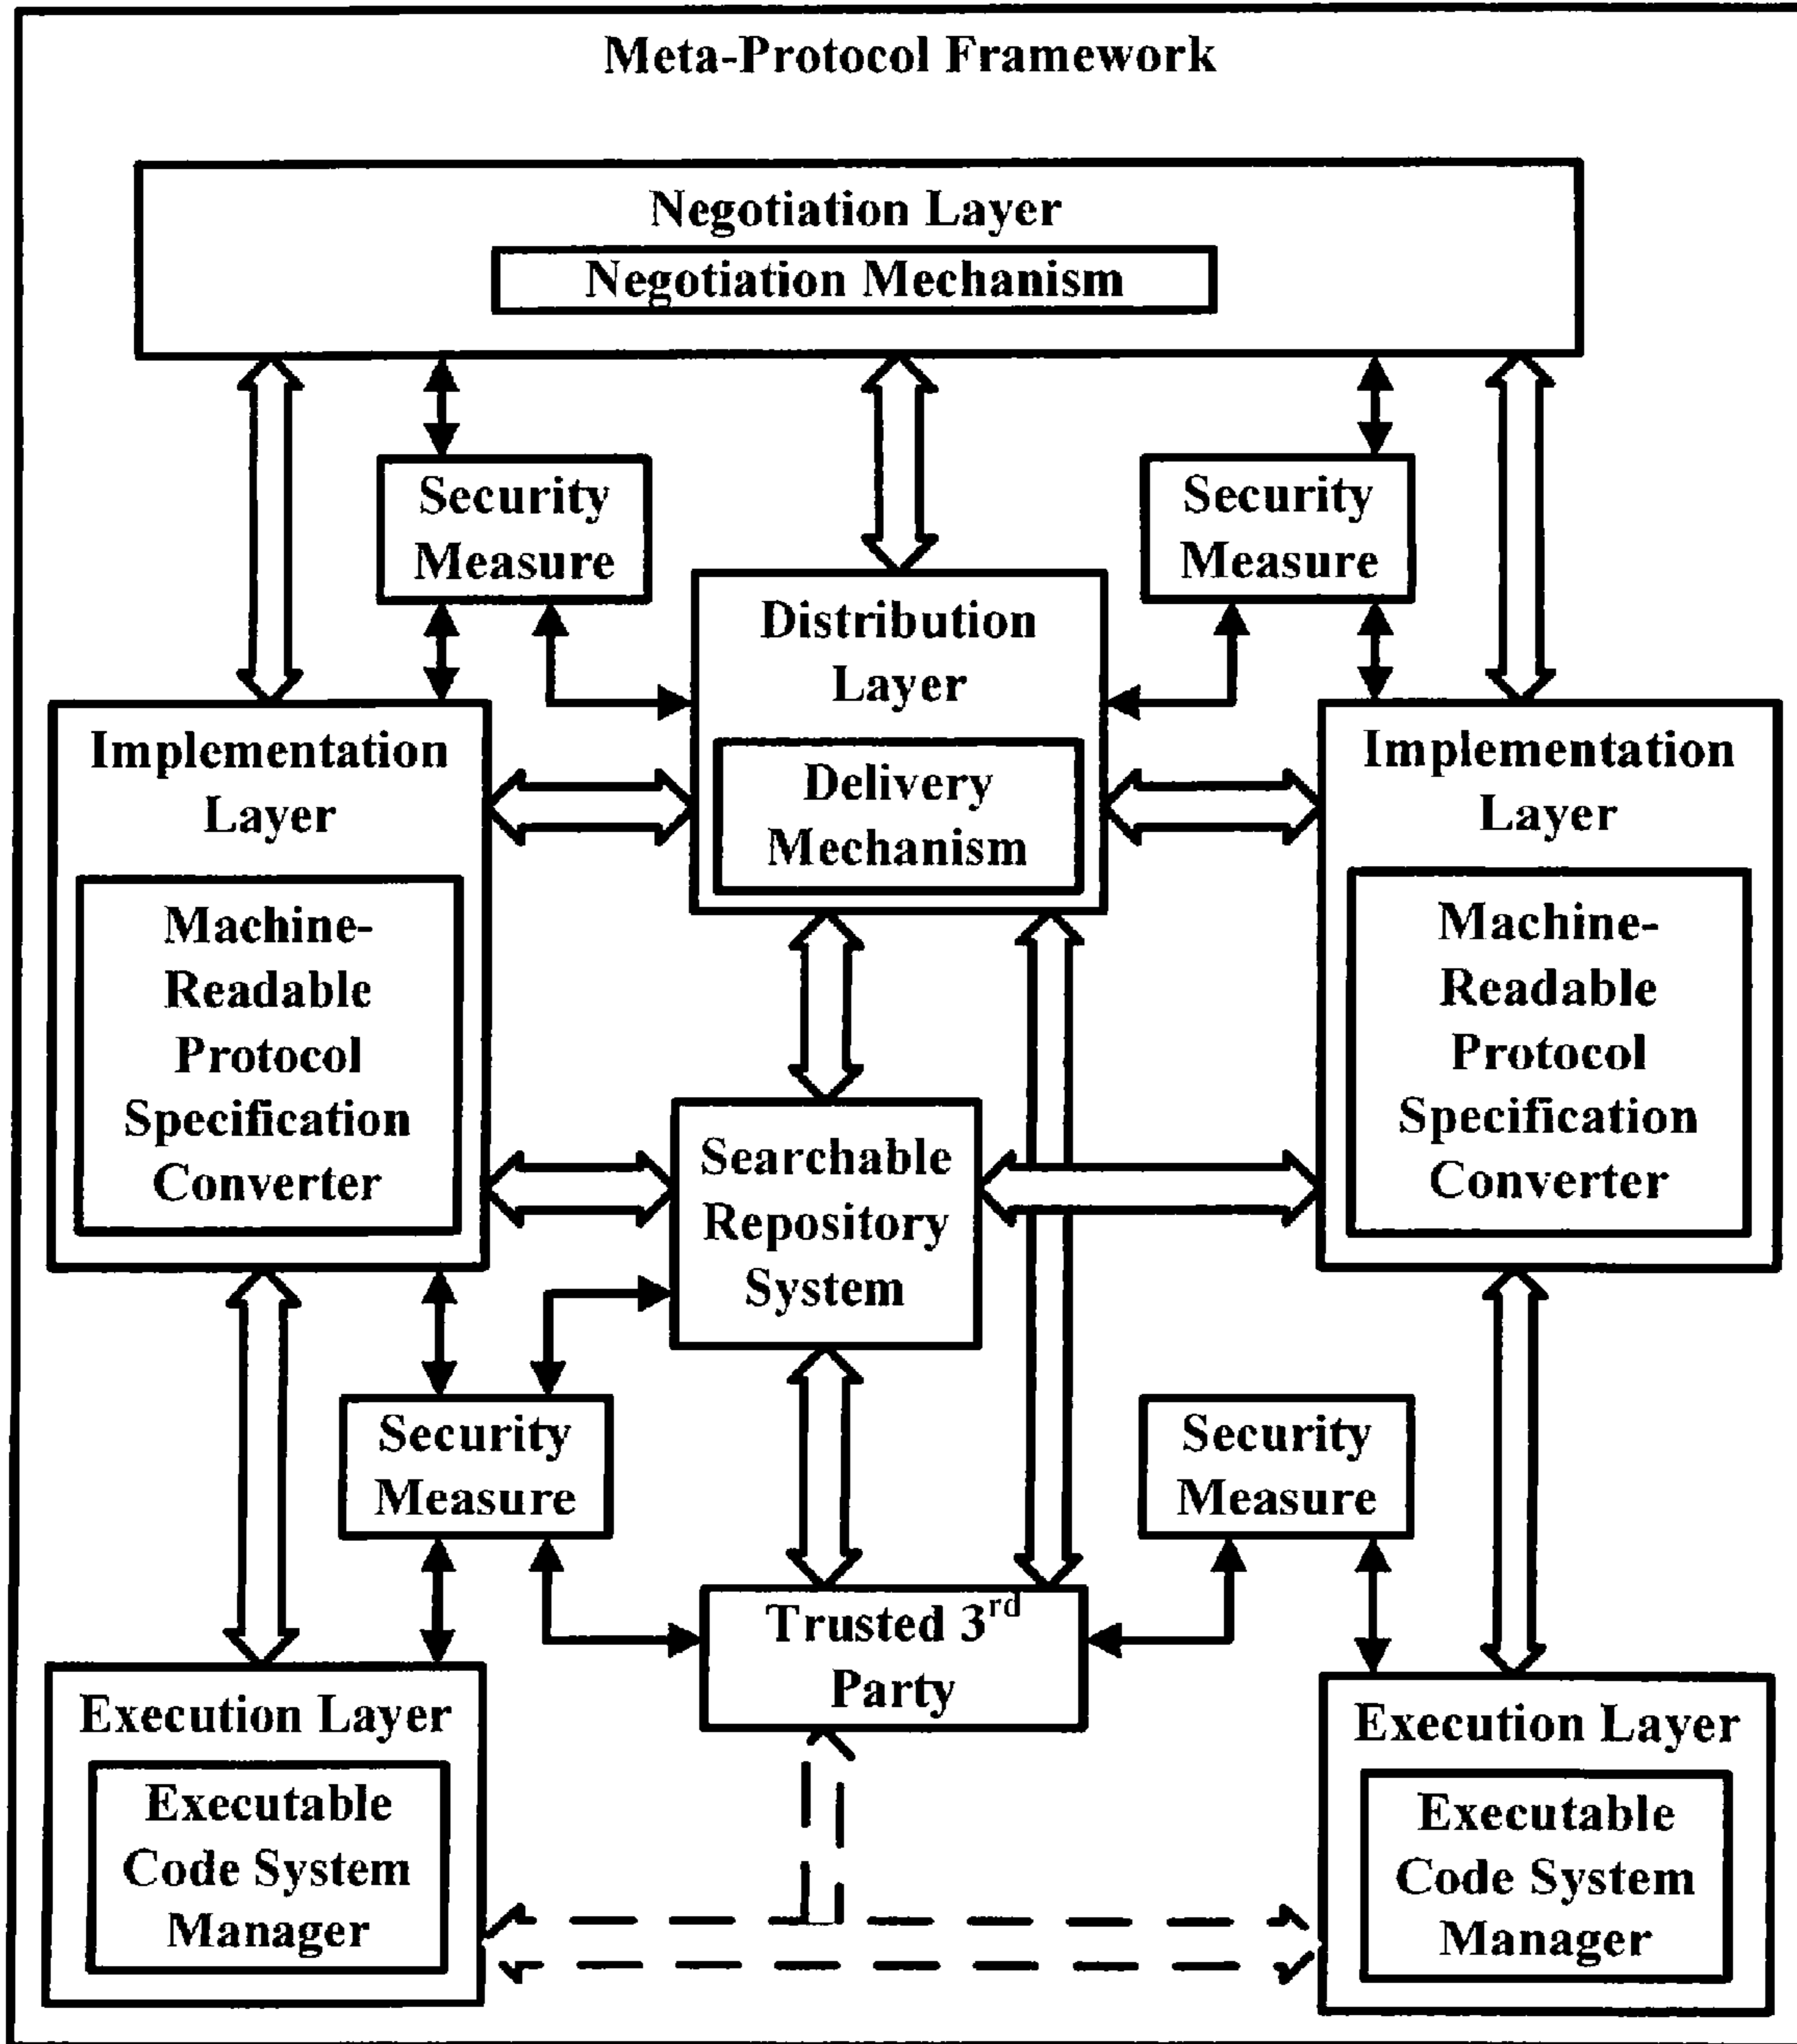 Meta-Protocol Framework
Negotiation Layer
Negotiation Mechanism
Security
Measure
Security
Measure
Distribution
Layer
Delivery
Mechanism
Implementation
Layer
Machine-
Readable
Protocol
Specification
Converter
Implementation
Layer
Machine-
Readable
Protocol
Specification
Converter
Searchable
Repository
System
Security
Measure
Security
Measure
Trusted 3rd
Party
Execution Layer
Executable
Code System
Manager
Execution Layer
Executable
Code System
Manager